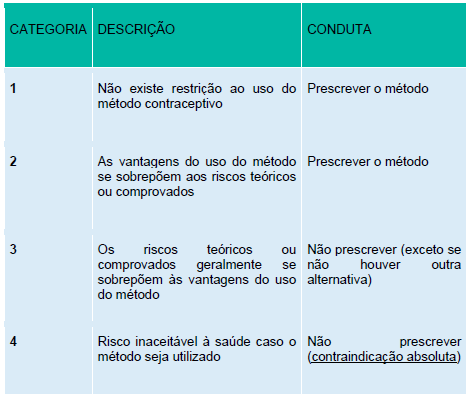 CATEGORIA DESCRIÇÃO CONDUTA
1 Não existe restrição ao uso do Prescrever o método
método contraceptivo
2 As vantagens do uso do método Prescrever o método
se sobrepõem aos riscos teóricos
ou comprovados
3 Os riscos teóricos ou Não prescrever (exceto se
comprovados geralmente se não houver outra
sobrepõem às vantagens do uso alternativa)
do método
4 Risco inaceitável à saúde caso o Não prescrever
método seja utilizado (contraindicação absoluta)